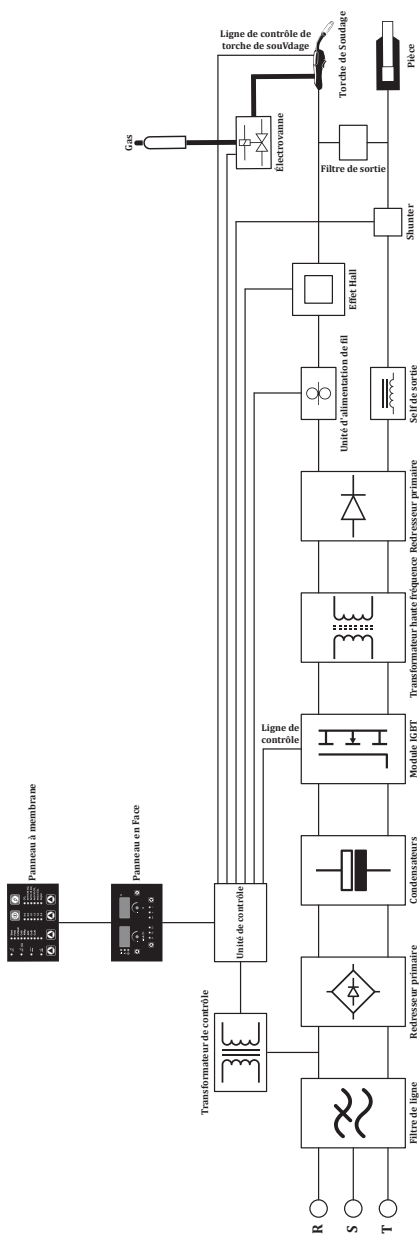 Panneau à membrane
Panneau en Face
Gas
Ligne de contrôle de
torche de souVdage
Électrovanne
Torche de Soudage
Pièce
Filtre de sortie
Shunter
Effet Hall
Unité d'alimentation de fil
Self de sortie
Redresseur primaire
Transformateur haute fréquence
Ligne de
contrôle
Module IGBT
Condensateurs
Unité de contrôle
Transformateur de contrôle
Redresseur primaire
Filtre de ligne
R
S
T